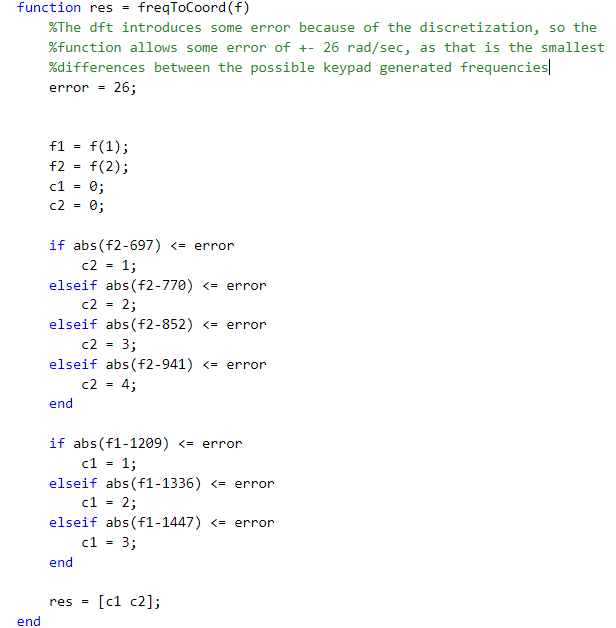 function res = freqToCoord(f)
%The dft introduces some error because of the discretization, so the
%function allows some error of +- 26 rad/sec, as that is the smallest
%differences between the possible keypad generated frequencies
error = 26;
f1 = f(1);
f2 = f(2);
c1 = 0;
c2 = 0;
if abs(f2-697) <= error
c2 = 1;
elseif abs(f2-770) <= error
c2 = 2;
elseif abs(f2-852) <= error
c2 = 3;
elseif abs(f2-941) <= error
c2 = 4;
end
if abs(f1-1209) <= error
c1 = 1;
elseif abs(f1-1336) <= error
c1 = 2;
elseif abs(f1-1447) <= error
c1 = 3;
end
res = [c1 c2];
end